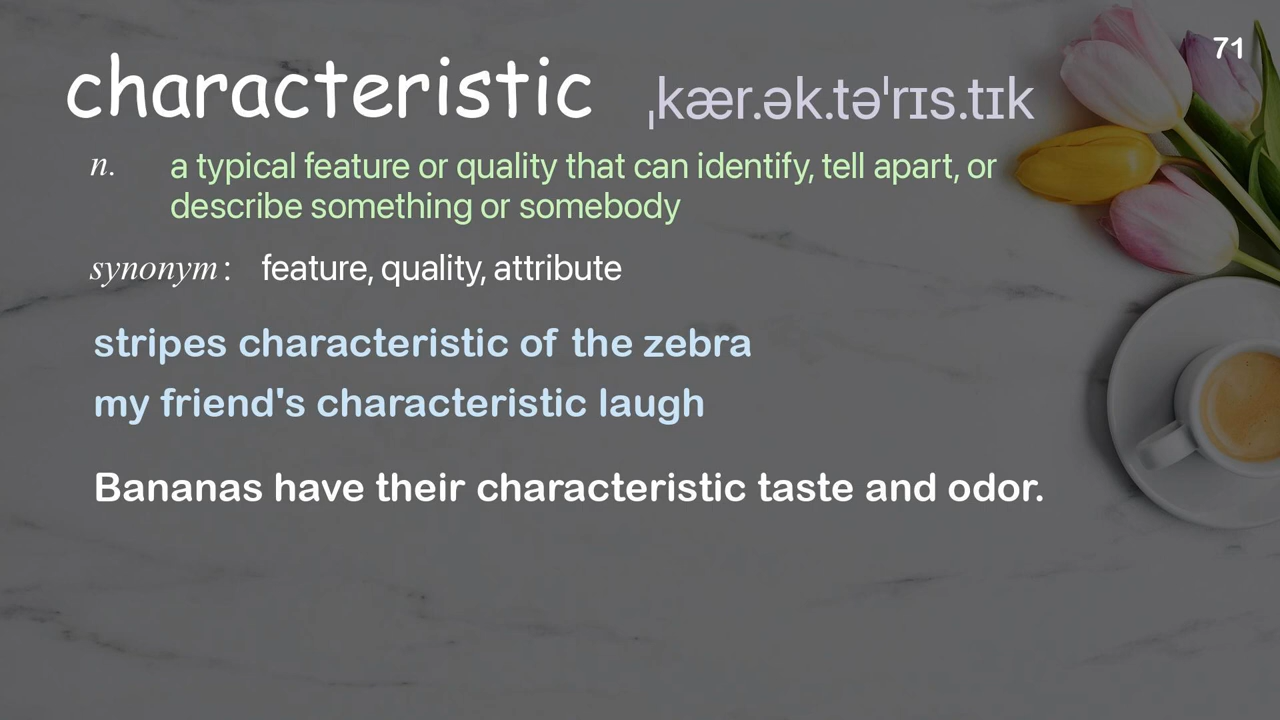 71
characteristic ˌkær.ək.təˈrɪs.tɪk
n. a typical feature or quality that can identify, tell apart, or
describe something or somebody
synonym: feature, quality, attribute
stripes characteristic of the zebra
my friend's characteristic laugh
Bananas have their characteristic taste and odor.